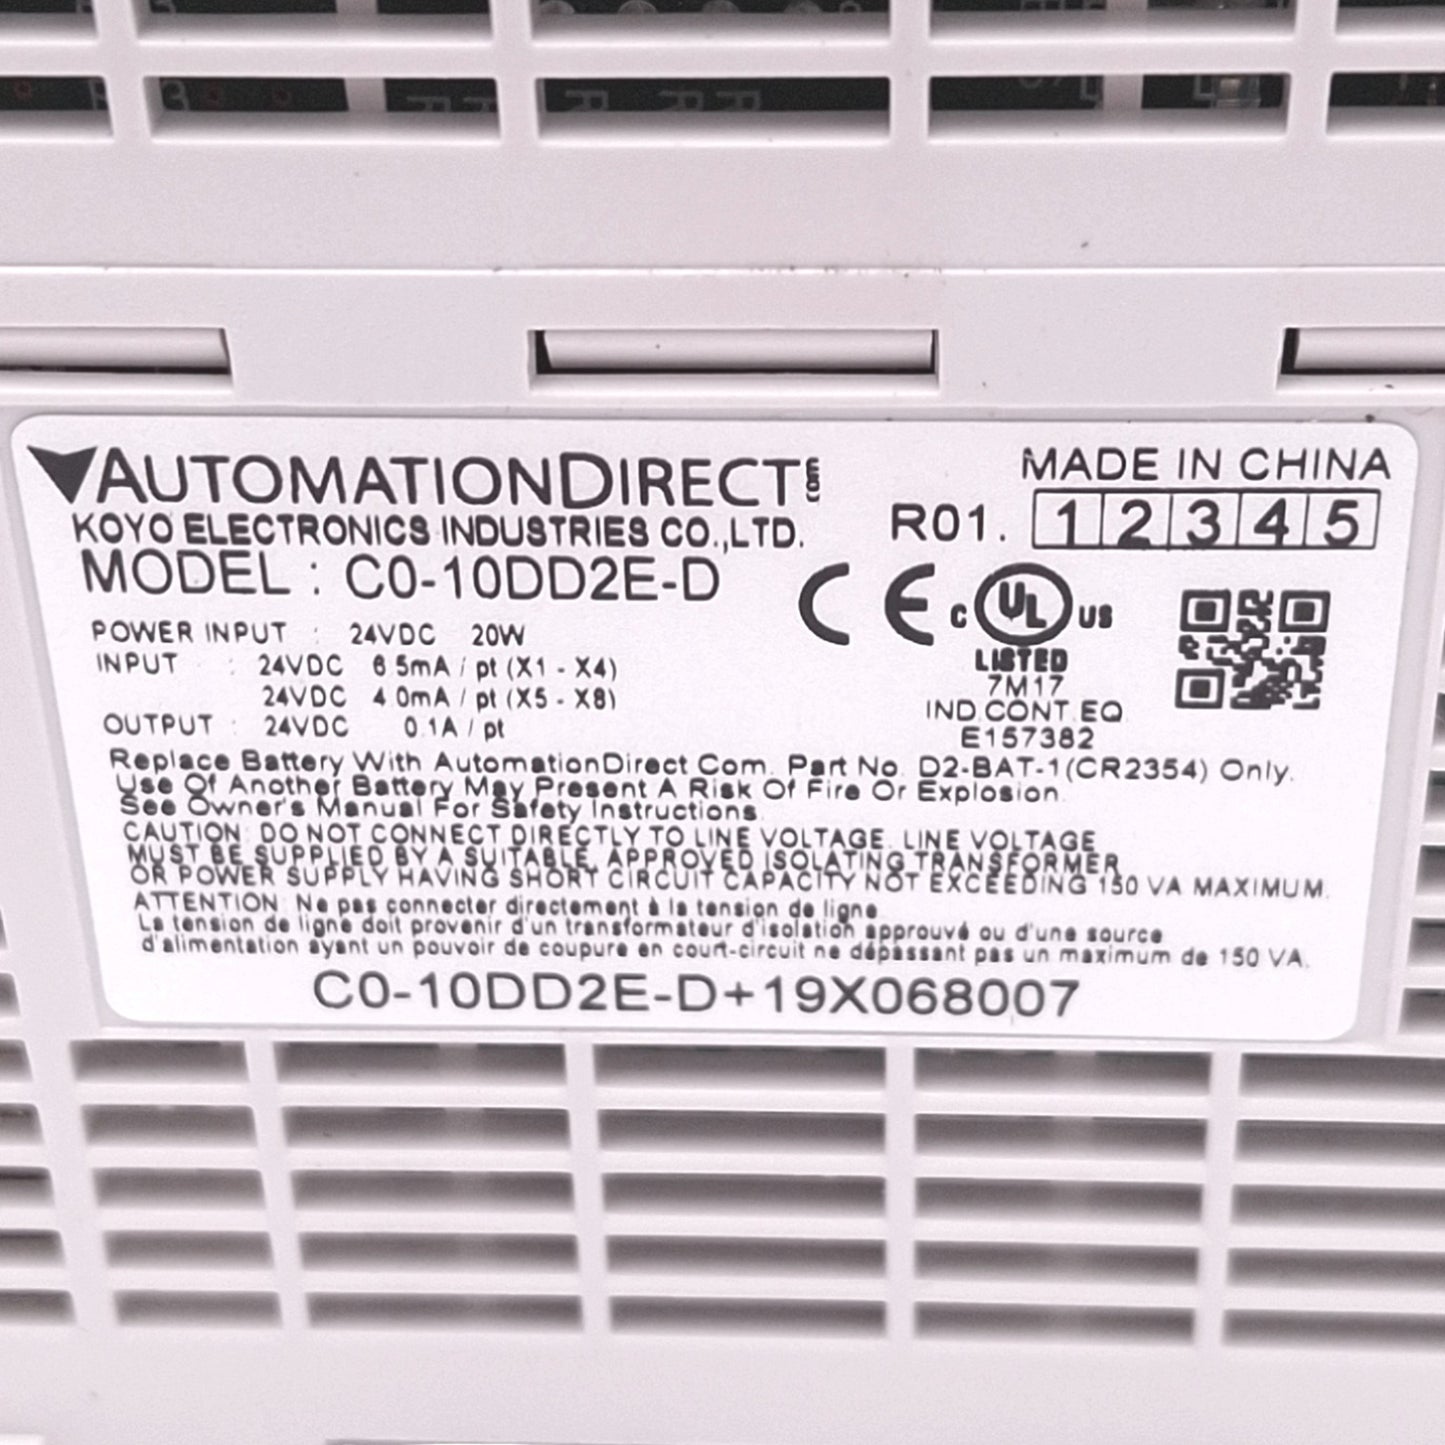 AUTOMATIONDIRECT.com
MADE IN CHINA
KOYO ELECTRONICS INDUSTRIES CO.,LTD.
R01. 1 2 3 4 5
MODEL : C0-10DD2E-D
CE
C UL US
LISTED
7M17
IND.CONT.EQ
E157382
POWER INPUT : 24VDC 20W
INPUT : 24VDC 6.5mA / pt (X1 - X4)
24VDC 4.0mA / pt (X5 - X8)
OUTPUT : 24VDC 0.1A / pt
Replace Battery With AutomationDirect Com. Part No. D2-BAT-1(CR2354) Only.
Use Of Another Battery May Present A Risk Of Fire Or Explosion.
See Owner's Manual For Safety Instructions.
CAUTION: DO NOT CONNECT DIRECTLY TO LINE VOLTAGE. LINE VOLTAGE
MUST BE SUPPLIED BY A SUITABLE, APPROVED ISOLATING TRANSFORMER
OR POWER SUPPLY HAVING SHORT CIRCUIT CAPACITY NOT EXCEEDING 150 VA MAXIMUM.
ATTENTION: Ne pas connecter directement à la tension de ligne.
La tension de ligne doit provenir d'un transformateur d'isolation approuvé ou d'une source
d'alimentation ayant un pouvoir de coupure en court-circuit ne dépassant pas un maximum de 150 VA.
C0-10DD2E-D+19X068007